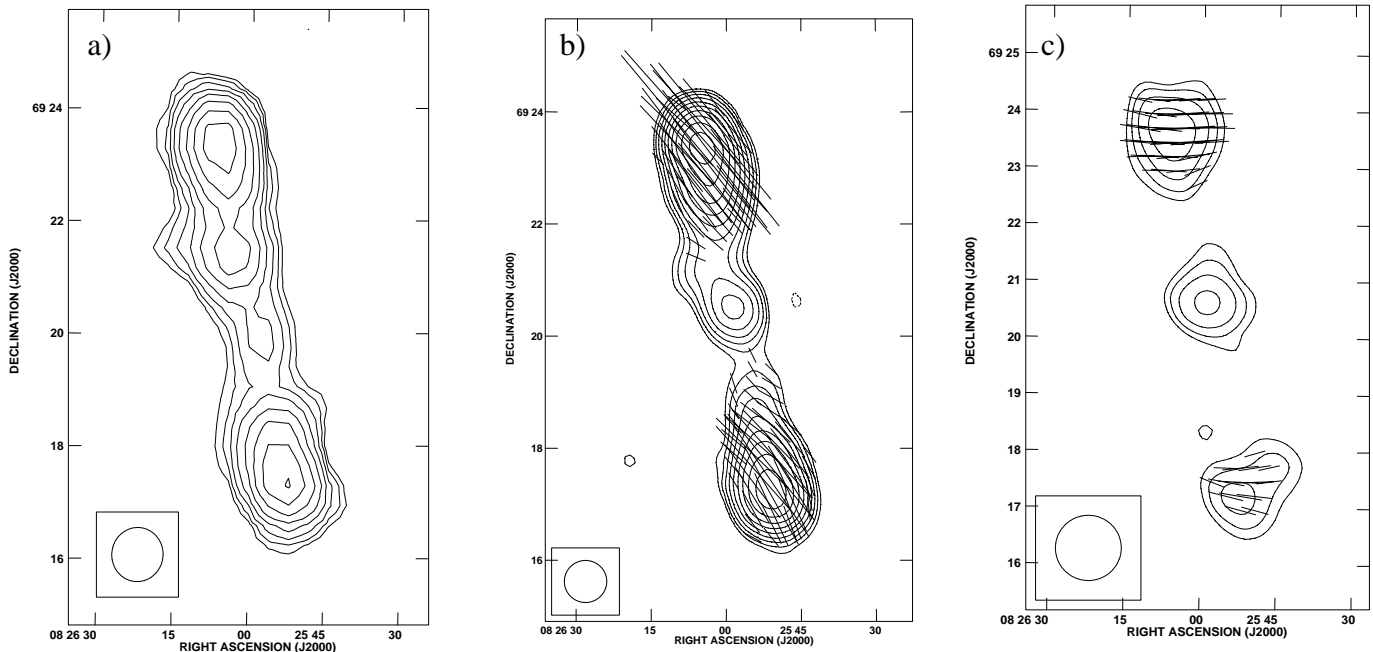 a)
DECLINATION (J2000)
69 24
22
20
18
16
08 26 30
15
00
25 45
30
RIGHT ASCENSION (J2000)
b)
DECLINATION (J2000)
69 24
22
20
18
16
08 26 30
15
00
25 45
30
RIGHT ASCENSION (J2000)
c)
DECLINATION (J2000)
69 25
24
23
22
21
20
19
18
17
16
08 26 30
15
00
25 45
30
RIGHT ASCENSION (J2000)